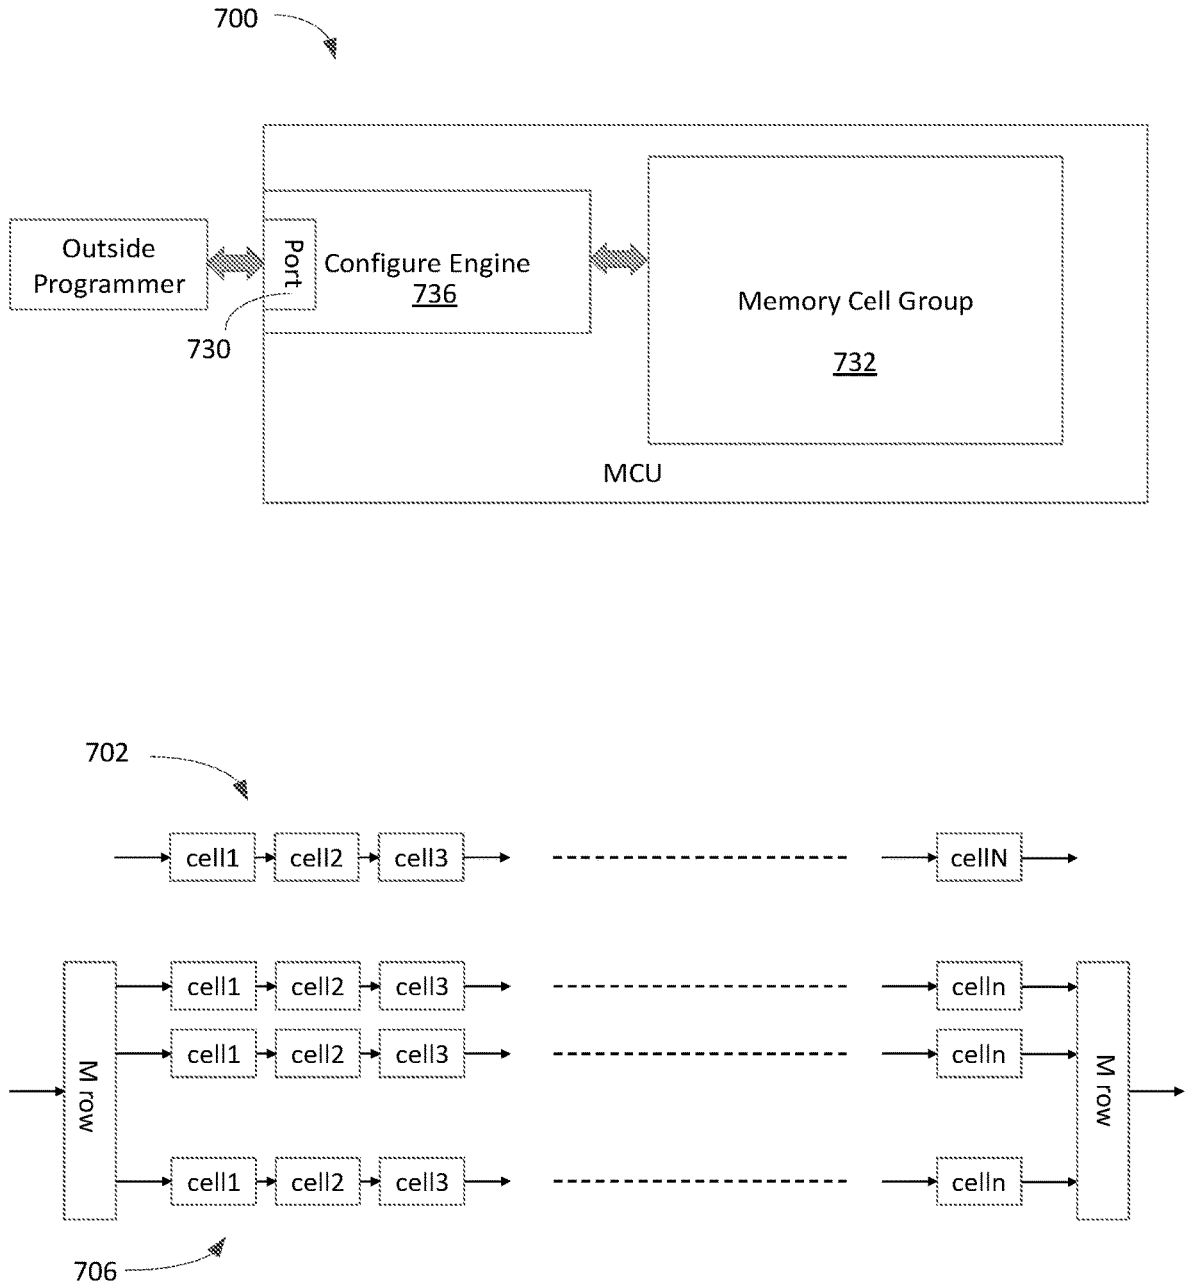 700
Outside
Programmer
Port
Configure Engine
736
730
Memory Cell Group
732
MCU
702
cell1 cell2 cell3 cellN
M row
cell1 cell2 cell3 celln
cell1 cell2 cell3 celln
cell1 cell2 cell3 celln
M row
706